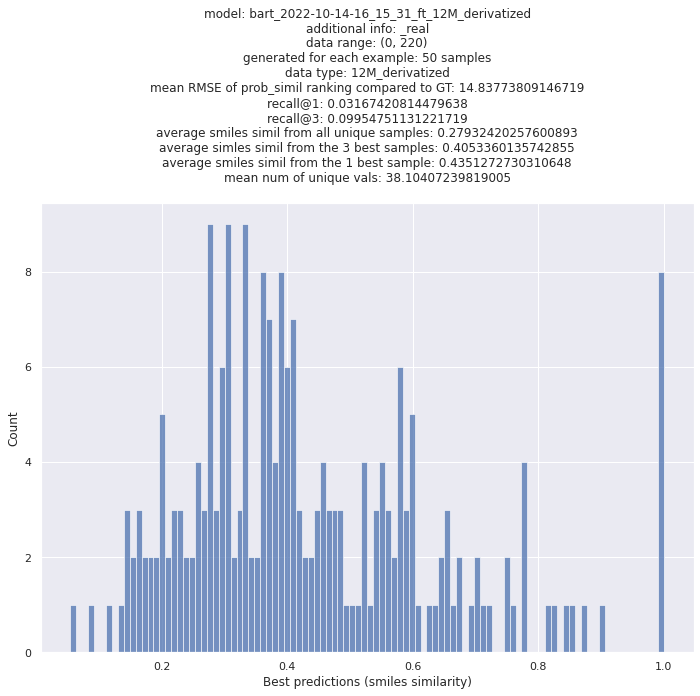 model: bart_2022-10-14-16_15_31_ft_12M_derivatized
additional info: _real
data range: (0, 220)
generated for each example: 50 samples
data type: 12M_derivatized
mean RMSE of prob_simil ranking compared to GT: 14.83773809146719
recall@1: 0.03167420814479638
recall@3: 0.09954751131221719
average smiles simil from all unique samples: 0.27932420257600893
average simles simil from the 3 best samples: 0.4053360135742855
average smiles simil from the 1 best sample: 0.4351272730310648
mean num of unique vals: 38.10407239819005
8
6
4
2
0
Count
0.2 0.4 0.6 0.8 1.0
Best predictions (smiles similarity)